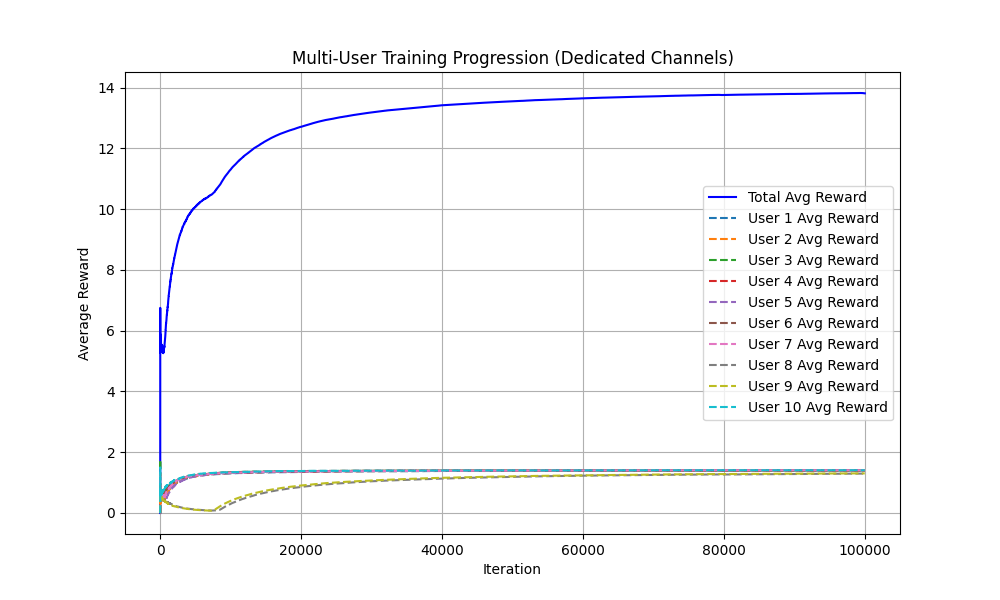 Multi-User Training Progression (Dedicated Channels)
14
12
10
8
6
4
2
0
Average Reward
Total Avg Reward
User 1 Avg Reward
User 2 Avg Reward
User 3 Avg Reward
User 4 Avg Reward
User 5 Avg Reward
User 6 Avg Reward
User 7 Avg Reward
User 8 Avg Reward
User 9 Avg Reward
User 10 Avg Reward
0 20000 40000 60000 80000 100000
Iteration